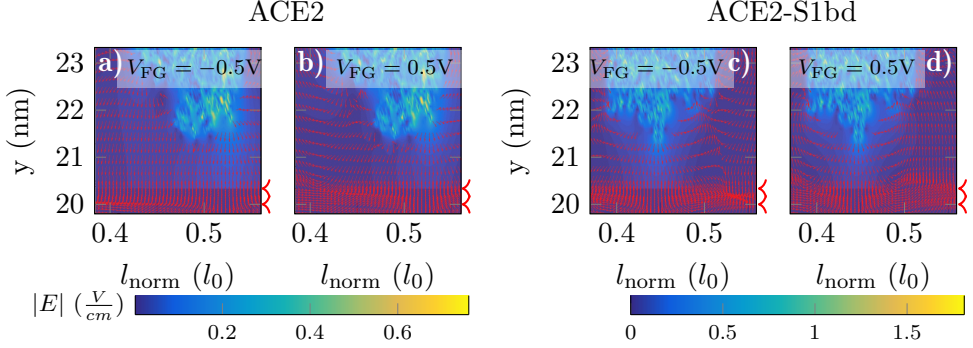 ACE2
ACE2-S1bd
a) V_FG = −0.5V
b) V_FG = 0.5V
V_FG = −0.5V c)
V_FG = 0.5V d)
y (nm)
23
22
21
20
0.4 0.5
0.4 0.5
l_norm (l_0)
l_norm (l_0)
y (nm)
23
22
21
20
0.4 0.5
0.4 0.5
l_norm (l_0)
l_norm (l_0)
|E| (V/cm)
0.2 0.4 0.6
0 0.5 1 1.5